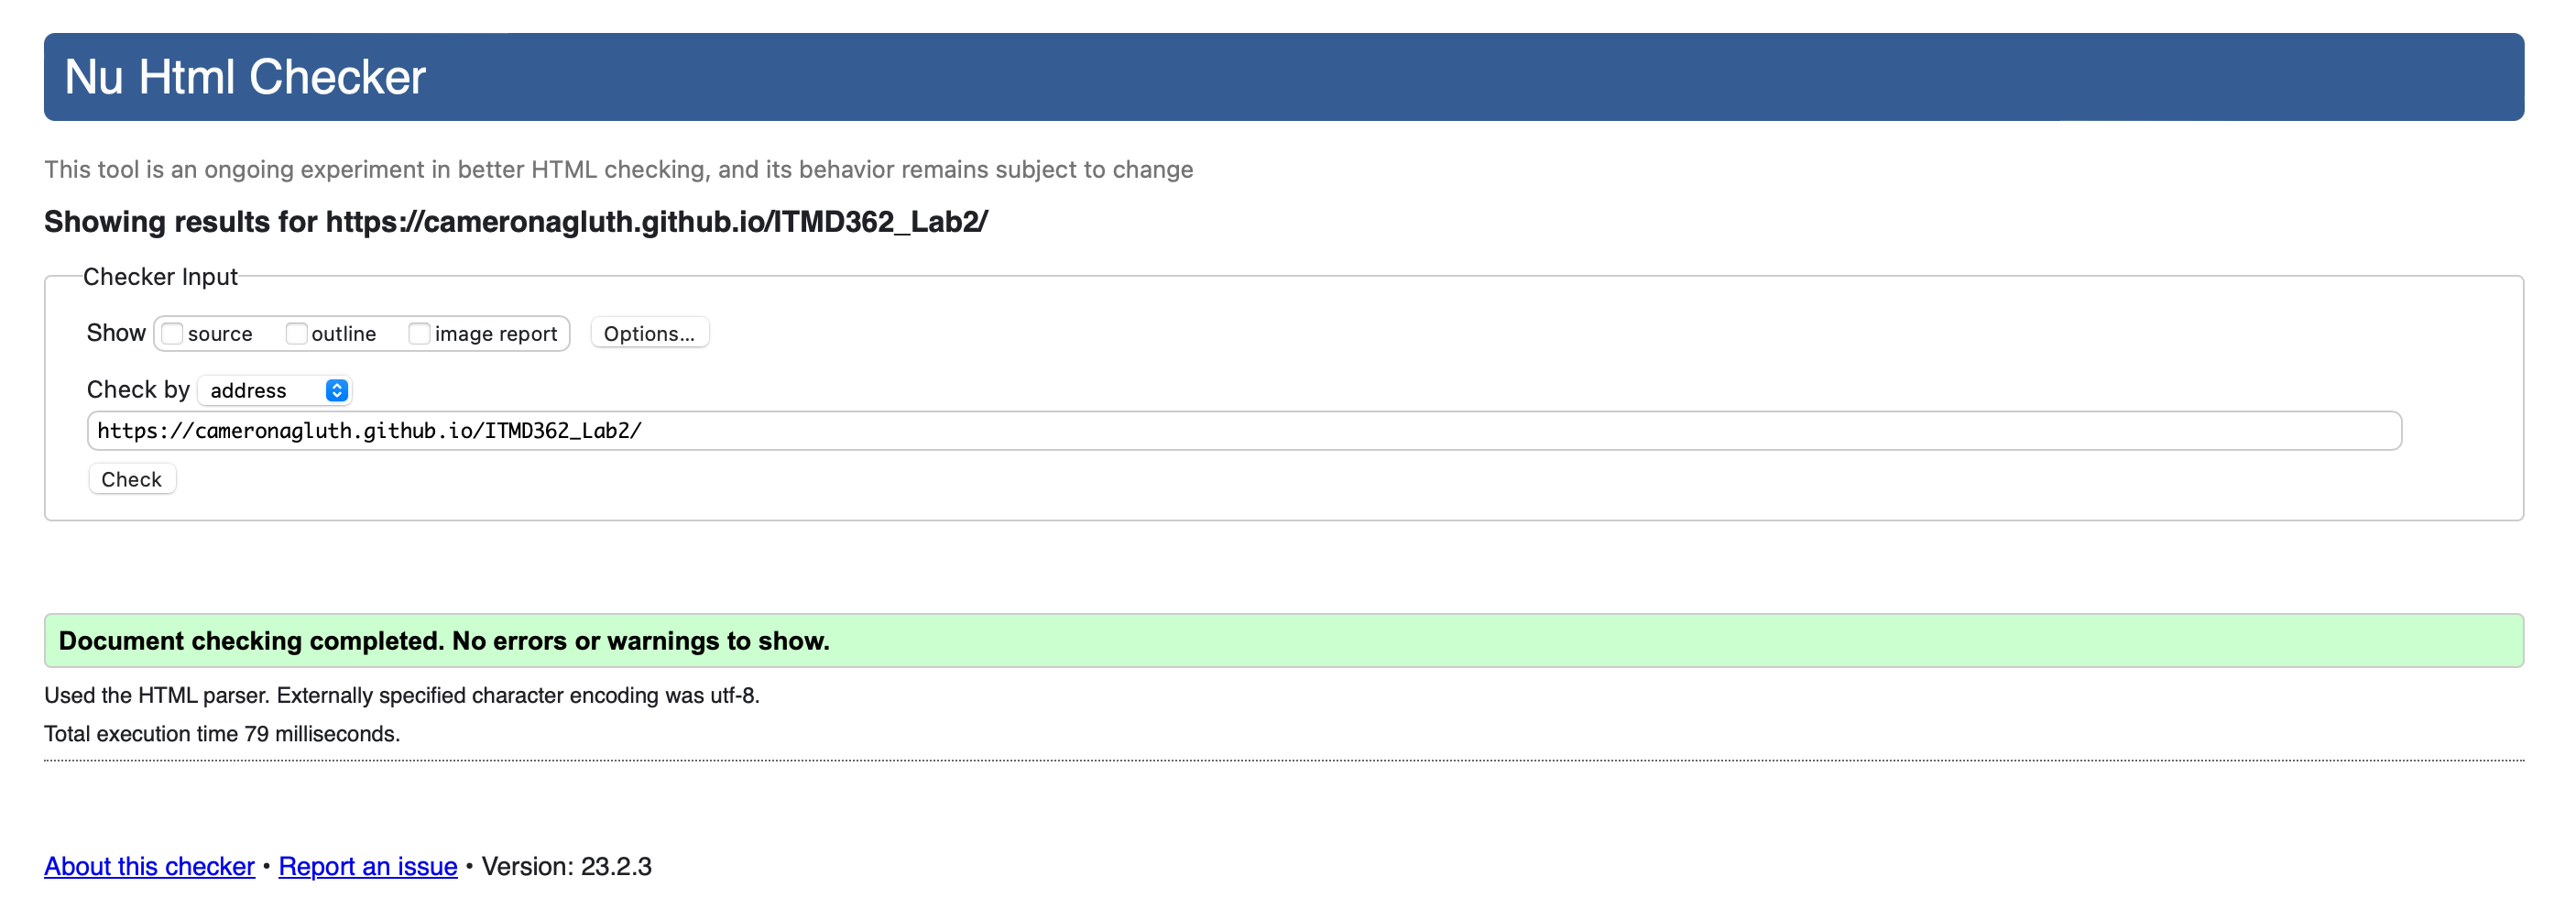 Nu Html Checker
This tool is an ongoing experiment in better HTML checking, and its behavior remains subject to change
Showing results for https://cameronagluth.github.io/ITMD362_Lab2/
Checker Input
Show source outline image report Options...
Check by address
https://cameronagluth.github.io/ITMD362_Lab2/
Check
Document checking completed. No errors or warnings to show.
Used the HTML parser. Externally specified character encoding was utf-8.
Total execution time 79 milliseconds.
About this checker • Report an issue • Version: 23.2.3